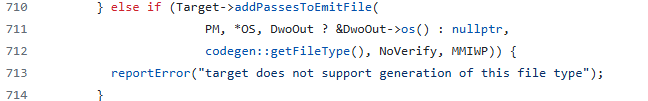 710 } else if (Target->addPassesToEmitFile(
711 PM, *OS, DwoOut ? &DwoOut->os() : nullptr,
712 codegen::getFileType(), NoVerify, MMIWP)) {
713 reportError("target does not support generation of this file type");
714 }